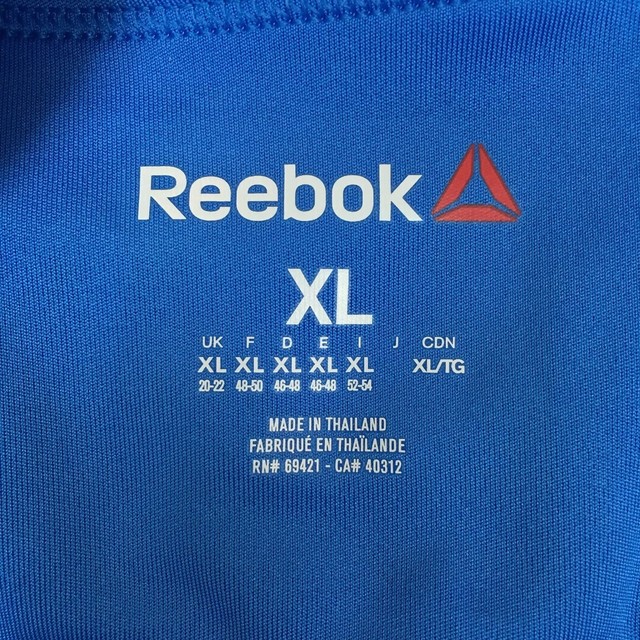 Reebok
XL
UK F D E I J CDN
XL XL XL XL XL XL/TG
20-22 48-50 46-48 46-48 52-54
MADE IN THAILAND
FABRIQUÉ EN THAÏLANDE
RN# 69421 - CA# 40312